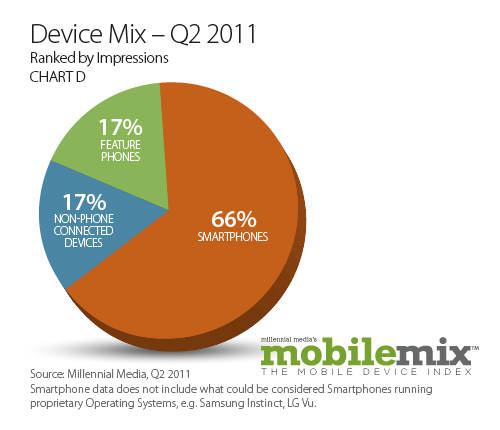 Device Mix – Q2 2011
Ranked by Impressions
CHART D
17%
FEATURE
PHONES
17%
NON-PHONE
CONNECTED
DEVICES
66%
SMARTPHONES
millennial media's
mobilemix™
THE MOBILE DEVICE INDEX
Source: Millennial Media, Q2 2011
Smartphone data does not include what could be considered Smartphones running
proprietary Operating Systems, e.g. Samsung Instinct, LG Vu.